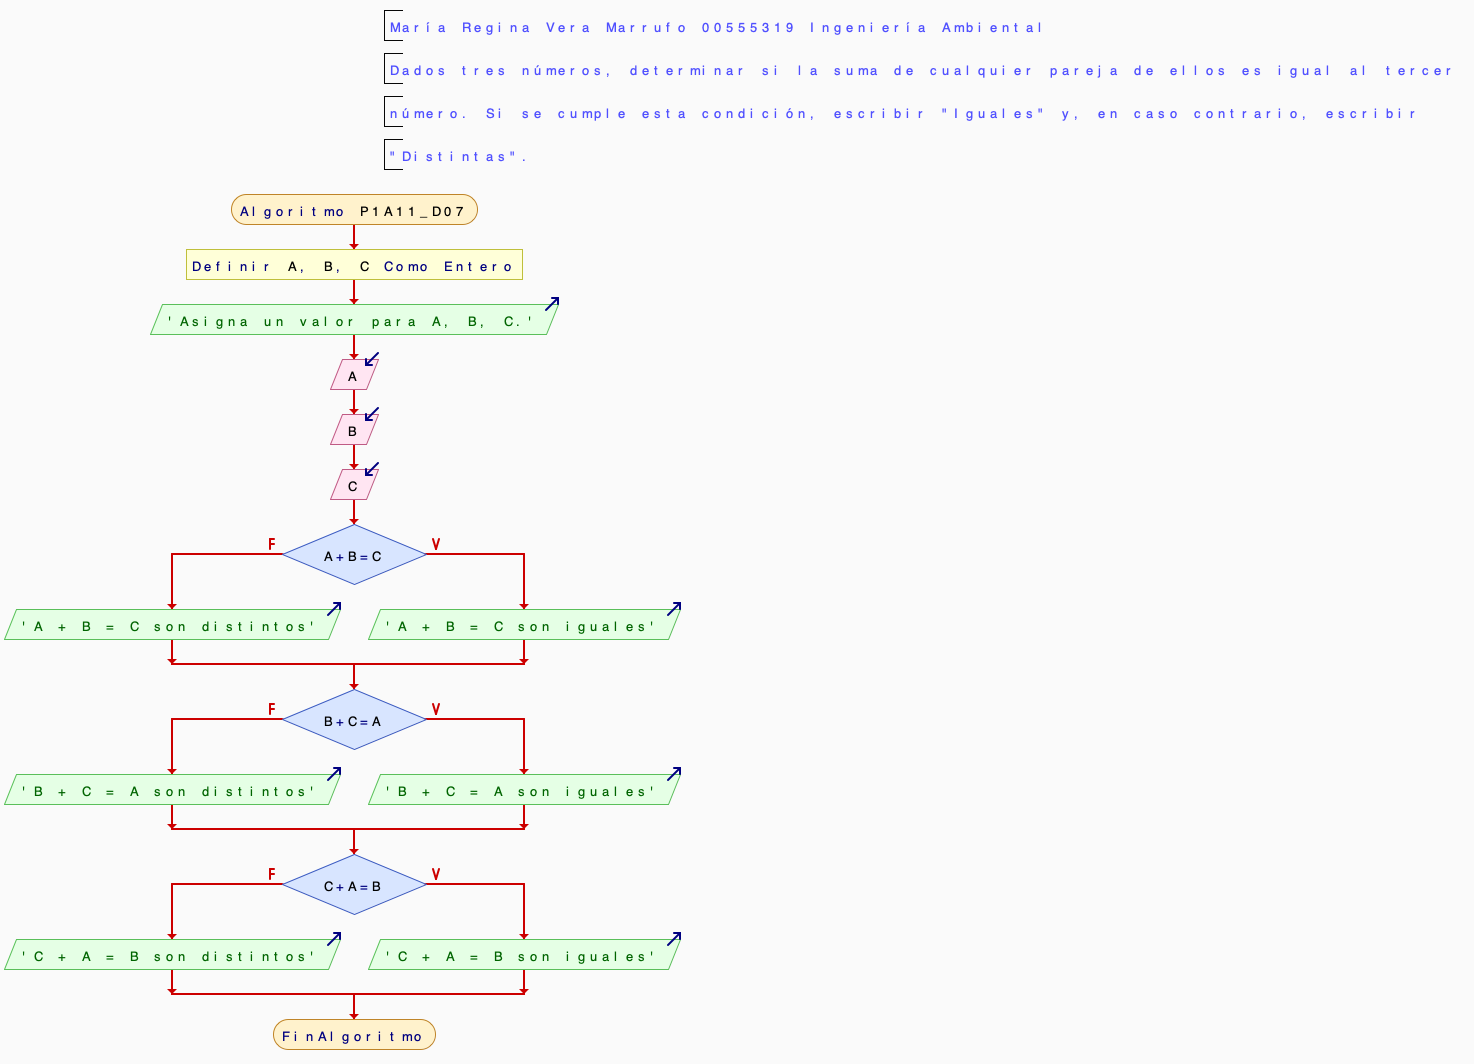 María Regina Vera Marrufo 00555319 Ingeniería Ambiental
Dados tres números, determinar si la suma de cualquier pareja de ellos es igual al tercer
número. Si se cumple esta condición, escribir "Iguales" y, en caso contrario, escribir
"Distintas".
Algoritmo P1A11_D07
Definir A, B, C Como Entero
'Asigna un valor para A, B, C.'
A
B
C
F V
A+B=C
'A + B = C son distintos' 'A + B = C son iguales'
F V
B+C=A
'B + C = A son distintos' 'B + C = A son iguales'
F V
C+A=B
'C + A = B son distintos' 'C + A = B son iguales'
FinAlgoritmo